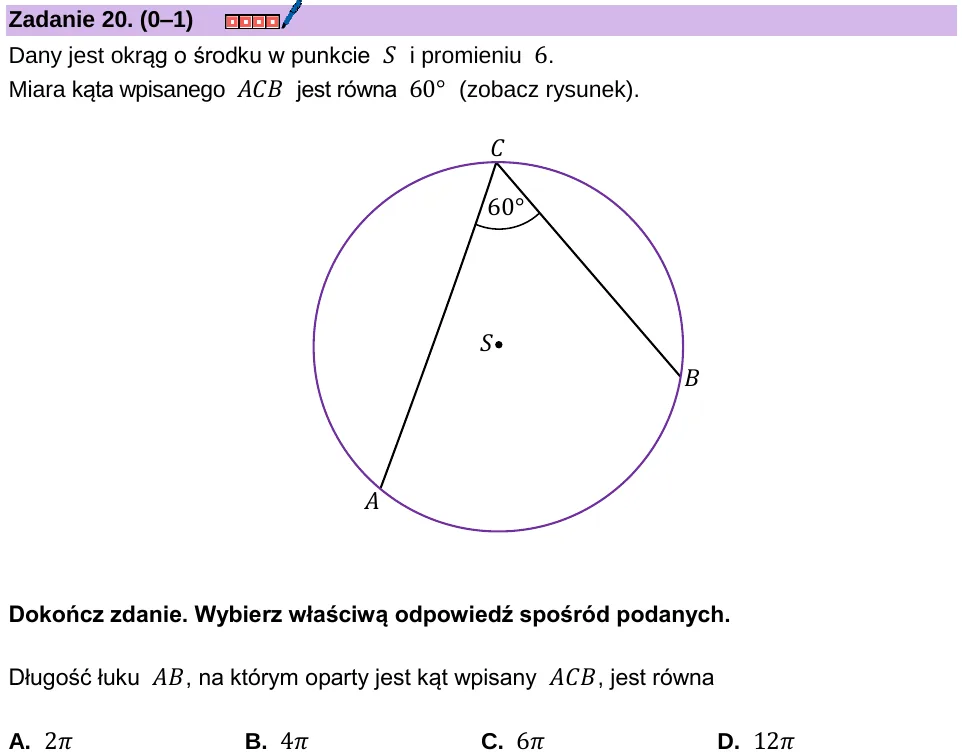 Zadanie 20. (0–1)
Dany jest okrąg o środku w punkcie S i promieniu 6.
Miara kąta wpisanego ACB jest równa 60° (zobacz rysunek).
C
60°
S
B
A
Dokończ zdanie. Wybierz właściwą odpowiedź spośród podanych.
Długość łuku AB, na którym oparty jest kąt wpisany ACB, jest równa
A. 2π B. 4π C. 6π D. 12π